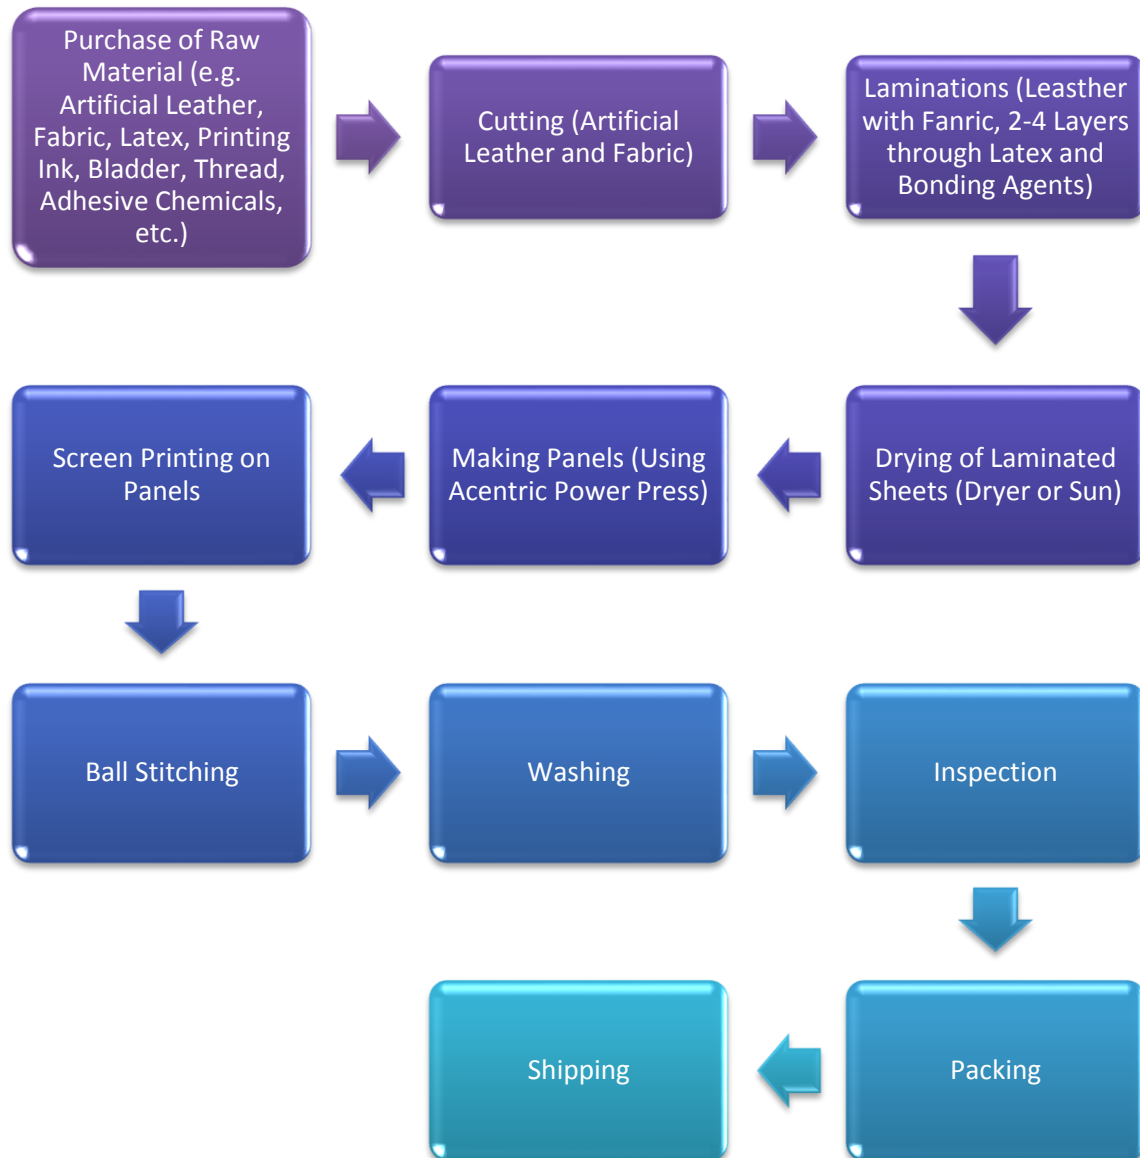 Purchase of Raw
Material (e.g.
Artificial Leather,
Fabric, Latex, Printing
Ink, Bladder, Thread,
Adhesive Chemicals,
etc.)
Cutting (Artificial
Leather and Fabric)
Laminations (Leasther
with Fanric, 2-4 Layers
through Latex and
Bonding Agents)
Drying of Laminated
Sheets (Dryer or Sun)
Making Panels (Using
Acentric Power Press)
Screen Printing on
Panels
Ball Stitching
Washing
Inspection
Packing
Shipping